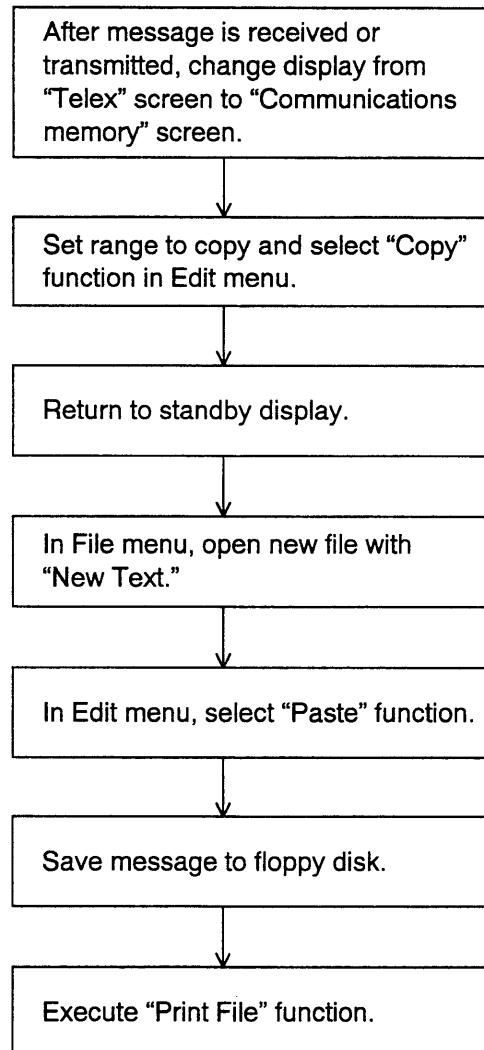 After message is received or
transmitted, change display from
“Telex” screen to “Communications
memory” screen.
Set range to copy and select “Copy”
function in Edit menu.
Return to standby display.
In File menu, open new file with
“New Text.”
In Edit menu, select “Paste” function.
Save message to floppy disk.
Execute “Print File” function.